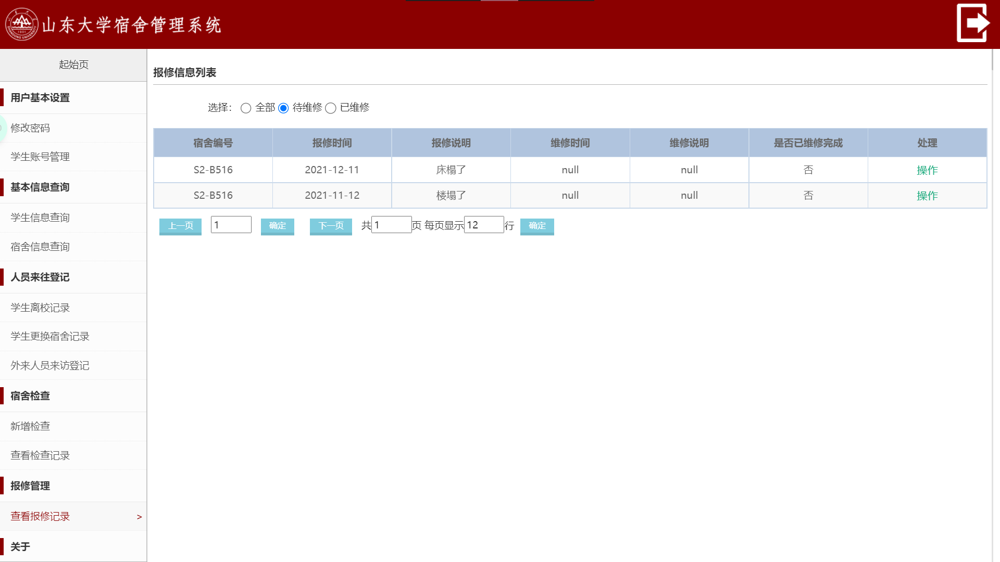 山东大学宿舍管理系统
SHANDONG UNIVERSITY
1901
起始页
用户基本设置
修改密码
学生账号管理
基本信息查询
学生信息查询
宿舍信息查询
人员来往登记
学生离校记录
学生更换宿舍记录
外来人员来访登记
宿舍检查
新增检查
查看检查记录
报修管理
查看报修记录 >
关于
报修信息列表
选择： 全部 待维修 已维修
宿舍编号 报修时间 报修说明 维修时间 维修说明 是否已维修完成 处理
S2-B516 2021-12-11 床榻了 null null 否 操作
S2-B516 2021-11-12 楼塌了 null null 否 操作
上一页 1 确定 下一页 共1页 每页显示12行 确定